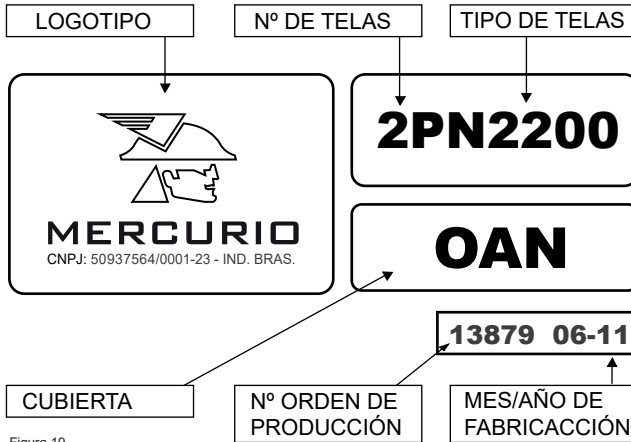 LOGOTIPO
Nº DE TELAS
TIPO DE TELAS
2PN2200
MERCURIO
CNPJ: 50937564/0001-23 - IND. BRAS.
OAN
13879 06-11
CUBIERTA
Nº ORDEN DE
PRODUCCIÓN
MES/AÑO DE
FABRICACCIÓN
Figura 19